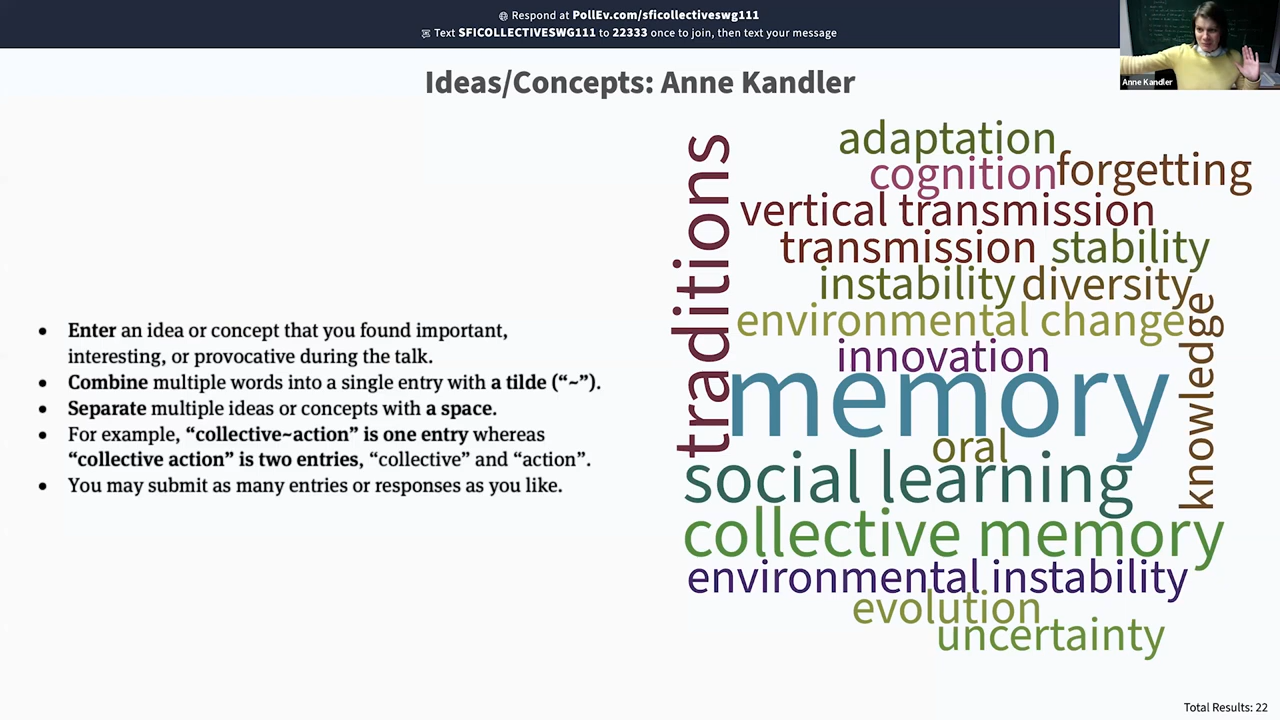 Respond at PollEv.com/sficollectiveswg111
Text SFICOLLECTIVESWG111 to 22333 once to join, then text your message
Anne Kandler
Ideas/Concepts: Anne Kandler
• Enter an idea or concept that you found important,
interesting, or provocative during the talk.
• Combine multiple words into a single entry with a tilde (“~”).
• Separate multiple ideas or concepts with a space.
• For example, “collective~action” is one entry whereas
“collective action” is two entries, “collective” and “action”.
• You may submit as many entries or responses as you like.
traditions
adaptation
cognition
forgetting
vertical transmission
transmission
stability
instability
diversity
environmental change
knowledge
innovation
memory
oral
social learning
collective memory
environmental instability
evolution
uncertainty
Total Results: 22